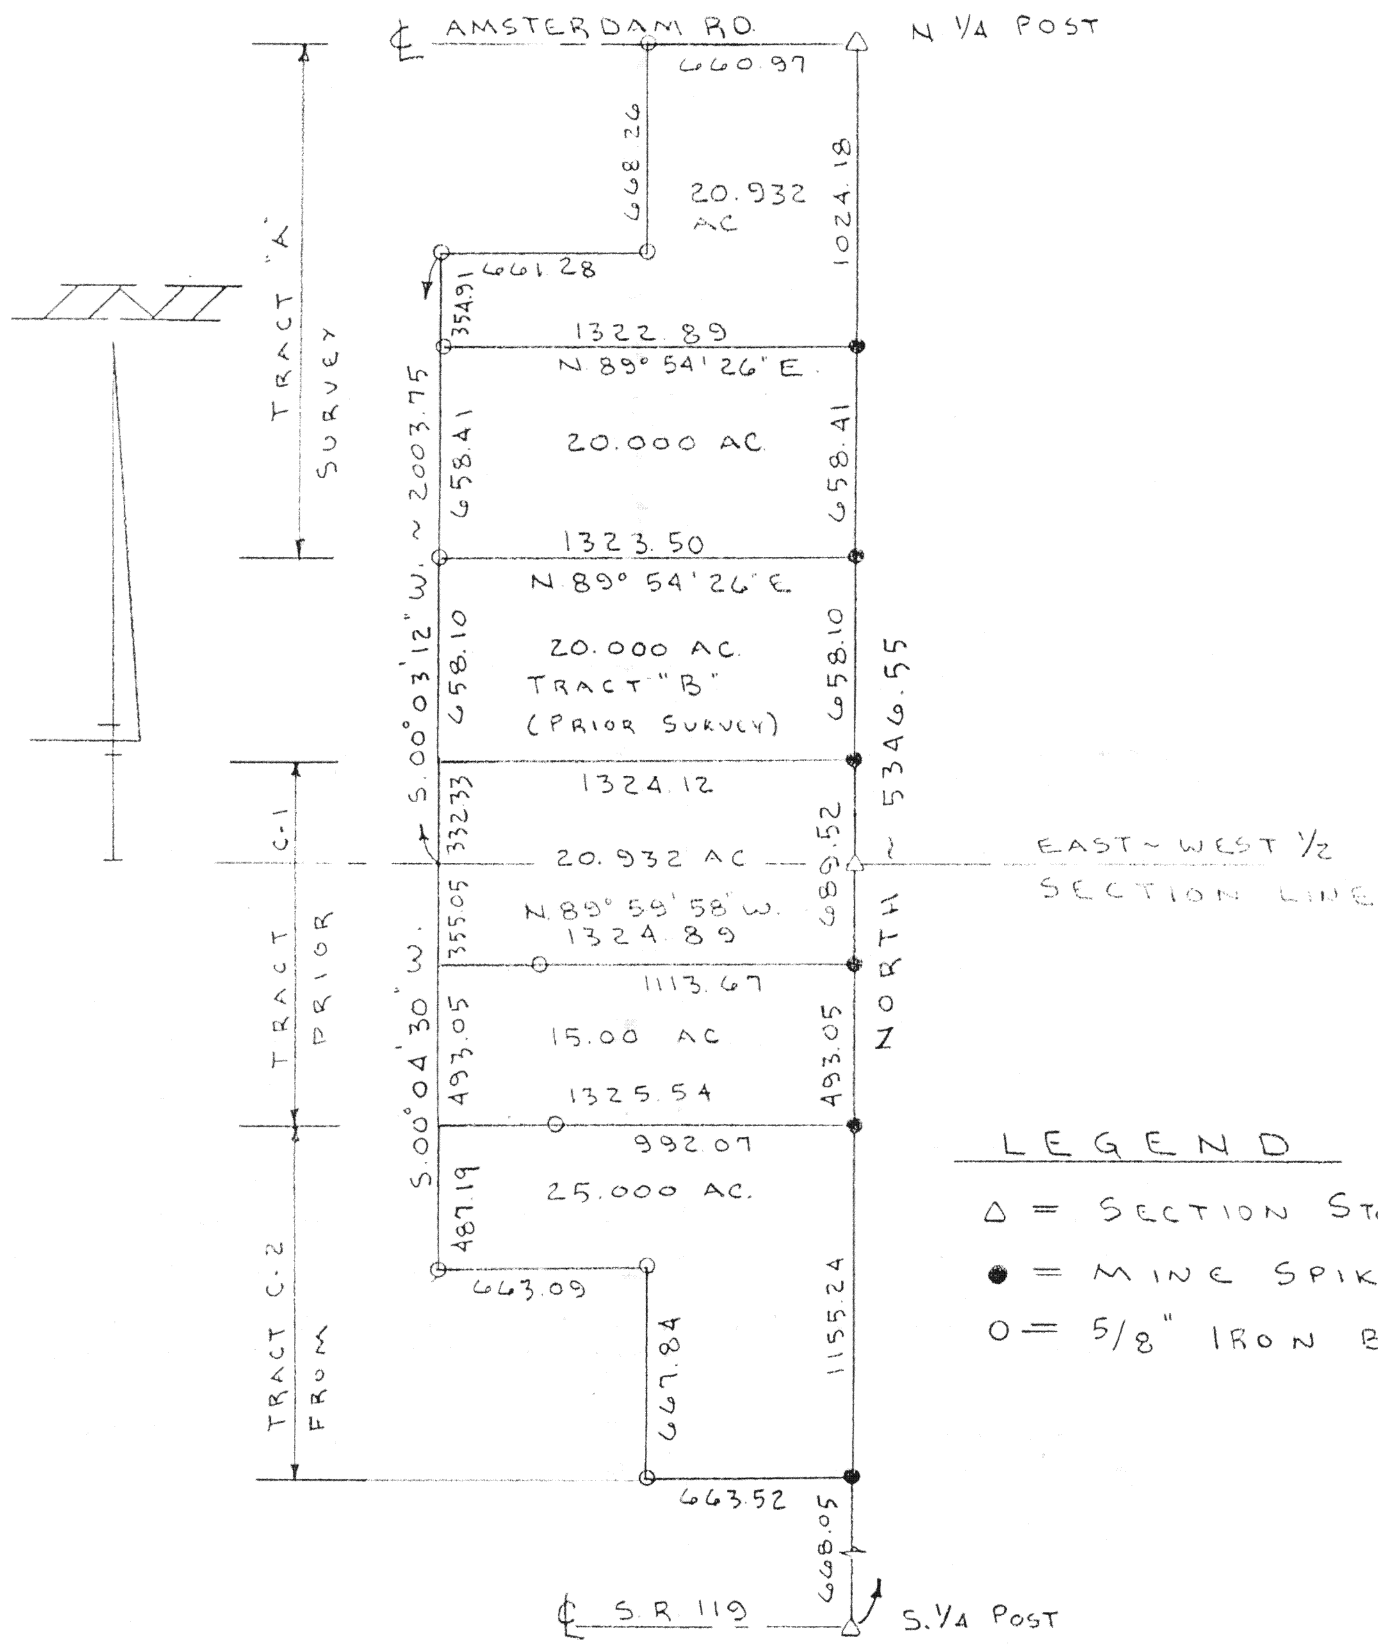 ℄ AMSTERDAM RD.
N 1/4 POST
660.97
668.26
1024.18
20.932
AC
661.28
354.91
TRACT "A"
SURVEY
N
1322.89
N 89° 54' 26" E.
S. 00° 03' 12" W. ~ 2003.75
658.41
20.000 AC.
658.41
1323.50
N 89° 54' 26" E
658.10
20.000 AC.
TRACT "B"
(PRIOR SURVEY)
658.10
NORTH ~ 5346.55
1324.12
332.33
689.52
20.932 AC
EAST~WEST 1/2
SECTION LINE
TRACT C-1
PRIOR
355.05
N. 89° 59' 58" W.
1324.89
1113.67
S. 00° 04' 30" W.
493.05
15.00 AC
493.05
1325.54
992.07
487.19
25.000 AC.
1155.24
663.09
667.84
TRACT C-2
FROM
663.52
668.05
℄ S.R. 119
S. 1/4 POST
LEGEND
△ = SECTION
● = MINE SPIK
O = 5/8" IRON B